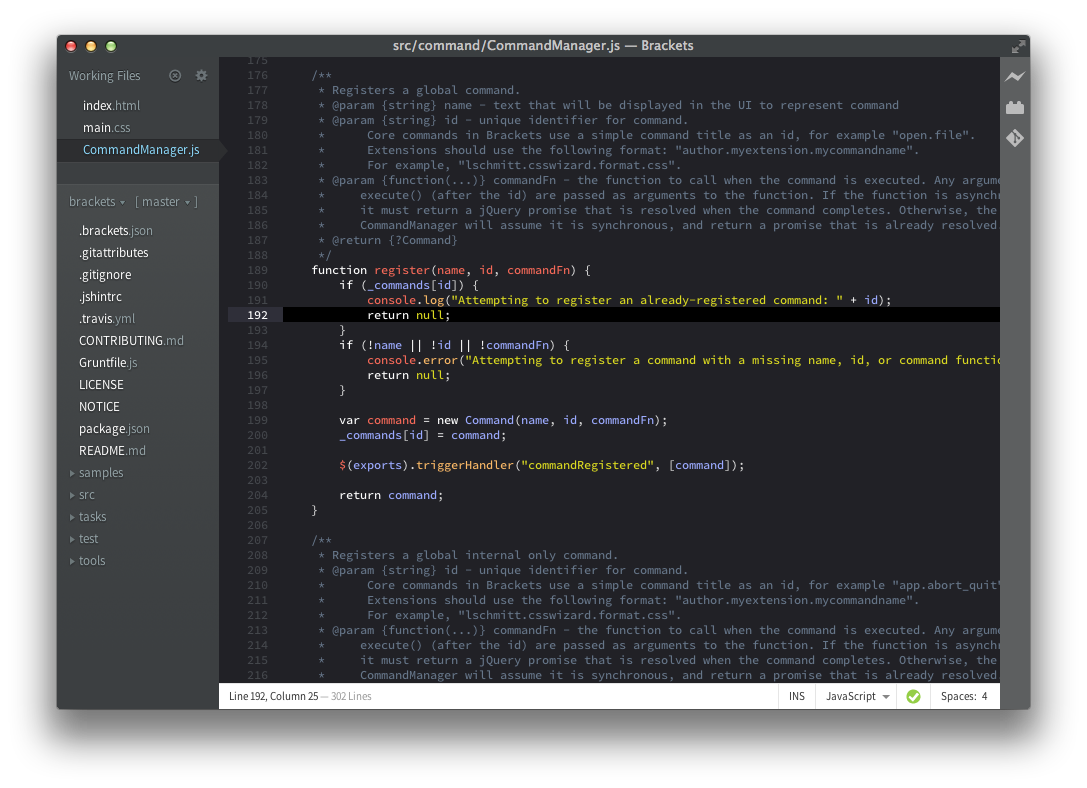 src/command/CommandManager.js — Brackets
Working Files
index.html
main.css
CommandManager.js
brackets [ master ]
.brackets.json
.gitattributes
.gitignore
.jshintrc
.travis.yml
CONTRIBUTING.md
Gruntfile.js
LICENSE
NOTICE
package.json
README.md
samples
src
tasks
test
tools
175
176 /**
177 * Registers a global command.
178 * @param {string} name - text that will be displayed in the UI to represent command
179 * @param {string} id - unique identifier for command.
180 * Core commands in Brackets use a simple command title as an id, for example "open.file".
181 * Extensions should use the following format: "author.myextension.mycommandname".
182 * For example, "lschmitt.csswizard.format.css".
183 * @param {function(...)} commandFn - the function to call when the command is executed. Any argume
184 * execute() (after the id) are passed as arguments to the function. If the function is asynchr
185 * it must return a jQuery promise that is resolved when the command completes. Otherwise, the
186 * CommandManager will assume it is synchronous, and return a promise that is already resolved.
187 * @return {?Command}
188 */
189 function register(name, id, commandFn) {
190 if (_commands[id]) {
191 console.log("Attempting to register an already-registered command: " + id);
192 return null;
193 }
194 if (!name || !id || !commandFn) {
195 console.error("Attempting to register a command with a missing name, id, or command functio
196 return null;
197 }
198
199 var command = new Command(name, id, commandFn);
200 _commands[id] = command;
201
202 $(exports).triggerHandler("commandRegistered", [command]);
203
204 return command;
205 }
206
207 /**
208 * Registers a global internal only command.
209 * @param {string} id - unique identifier for command.
210 * Core commands in Brackets use a simple command title as an id, for example "app.abort_quit"
211 * Extensions should use the following format: "author.myextension.mycommandname".
212 * For example, "lschmitt.csswizard.format.css".
213 * @param {function(...)} commandFn - the function to call when the command is executed. Any argume
214 * execute() (after the id) are passed as arguments to the function. If the function is asynchr
215 * it must return a jQuery promise that is resolved when the command completes. Otherwise, the
216 * CommandManager will assume it is synchronous, and return a promise that is already resolved.
Line 192, Column 25 — 302 Lines
INS JavaScript Spaces: 4